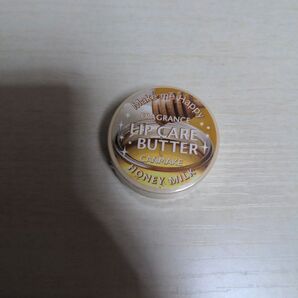 Make me Happy
FRAGRANCE
LIP CARE
BUTTER
CANMAKE
HONEY MILK